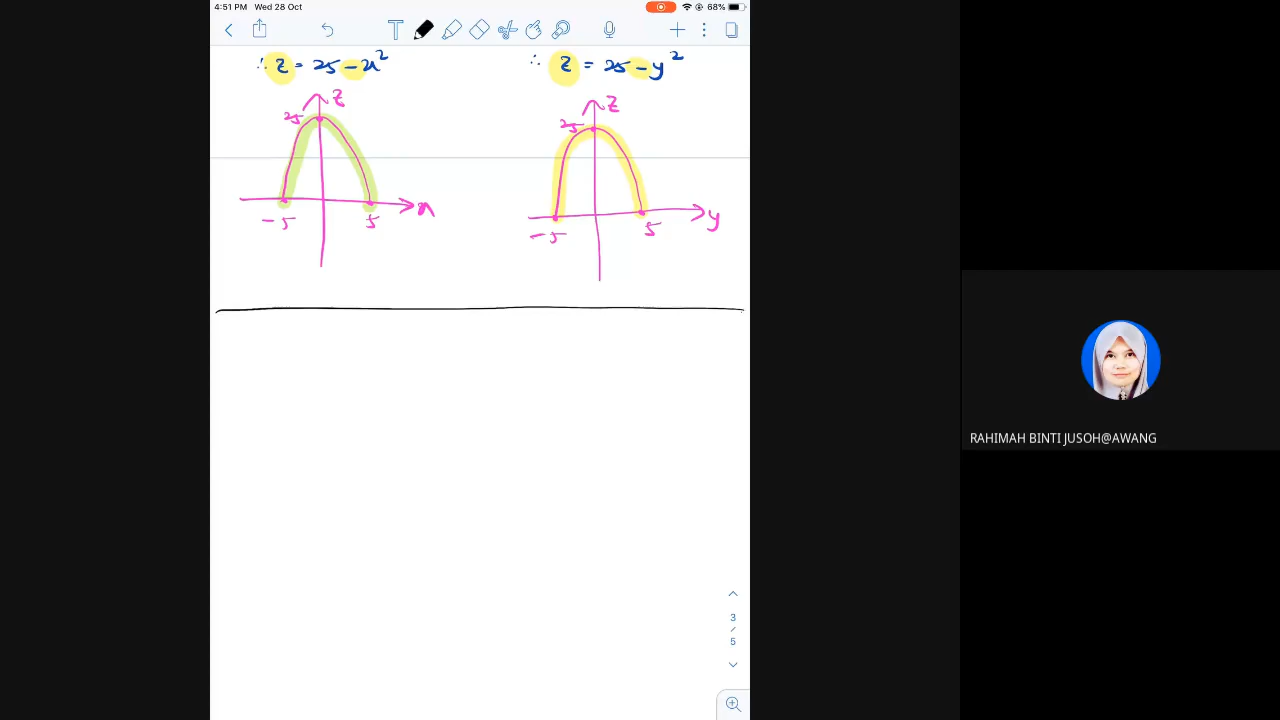 4:51 PM Wed 28 Oct
68%
∴ z = 25 - x²
∴ z = 25 - y²
z
25
-5
5
x
z
25
-5
5
y
3
/
5
RAHIMAH BINTI JUSOH@AWANG